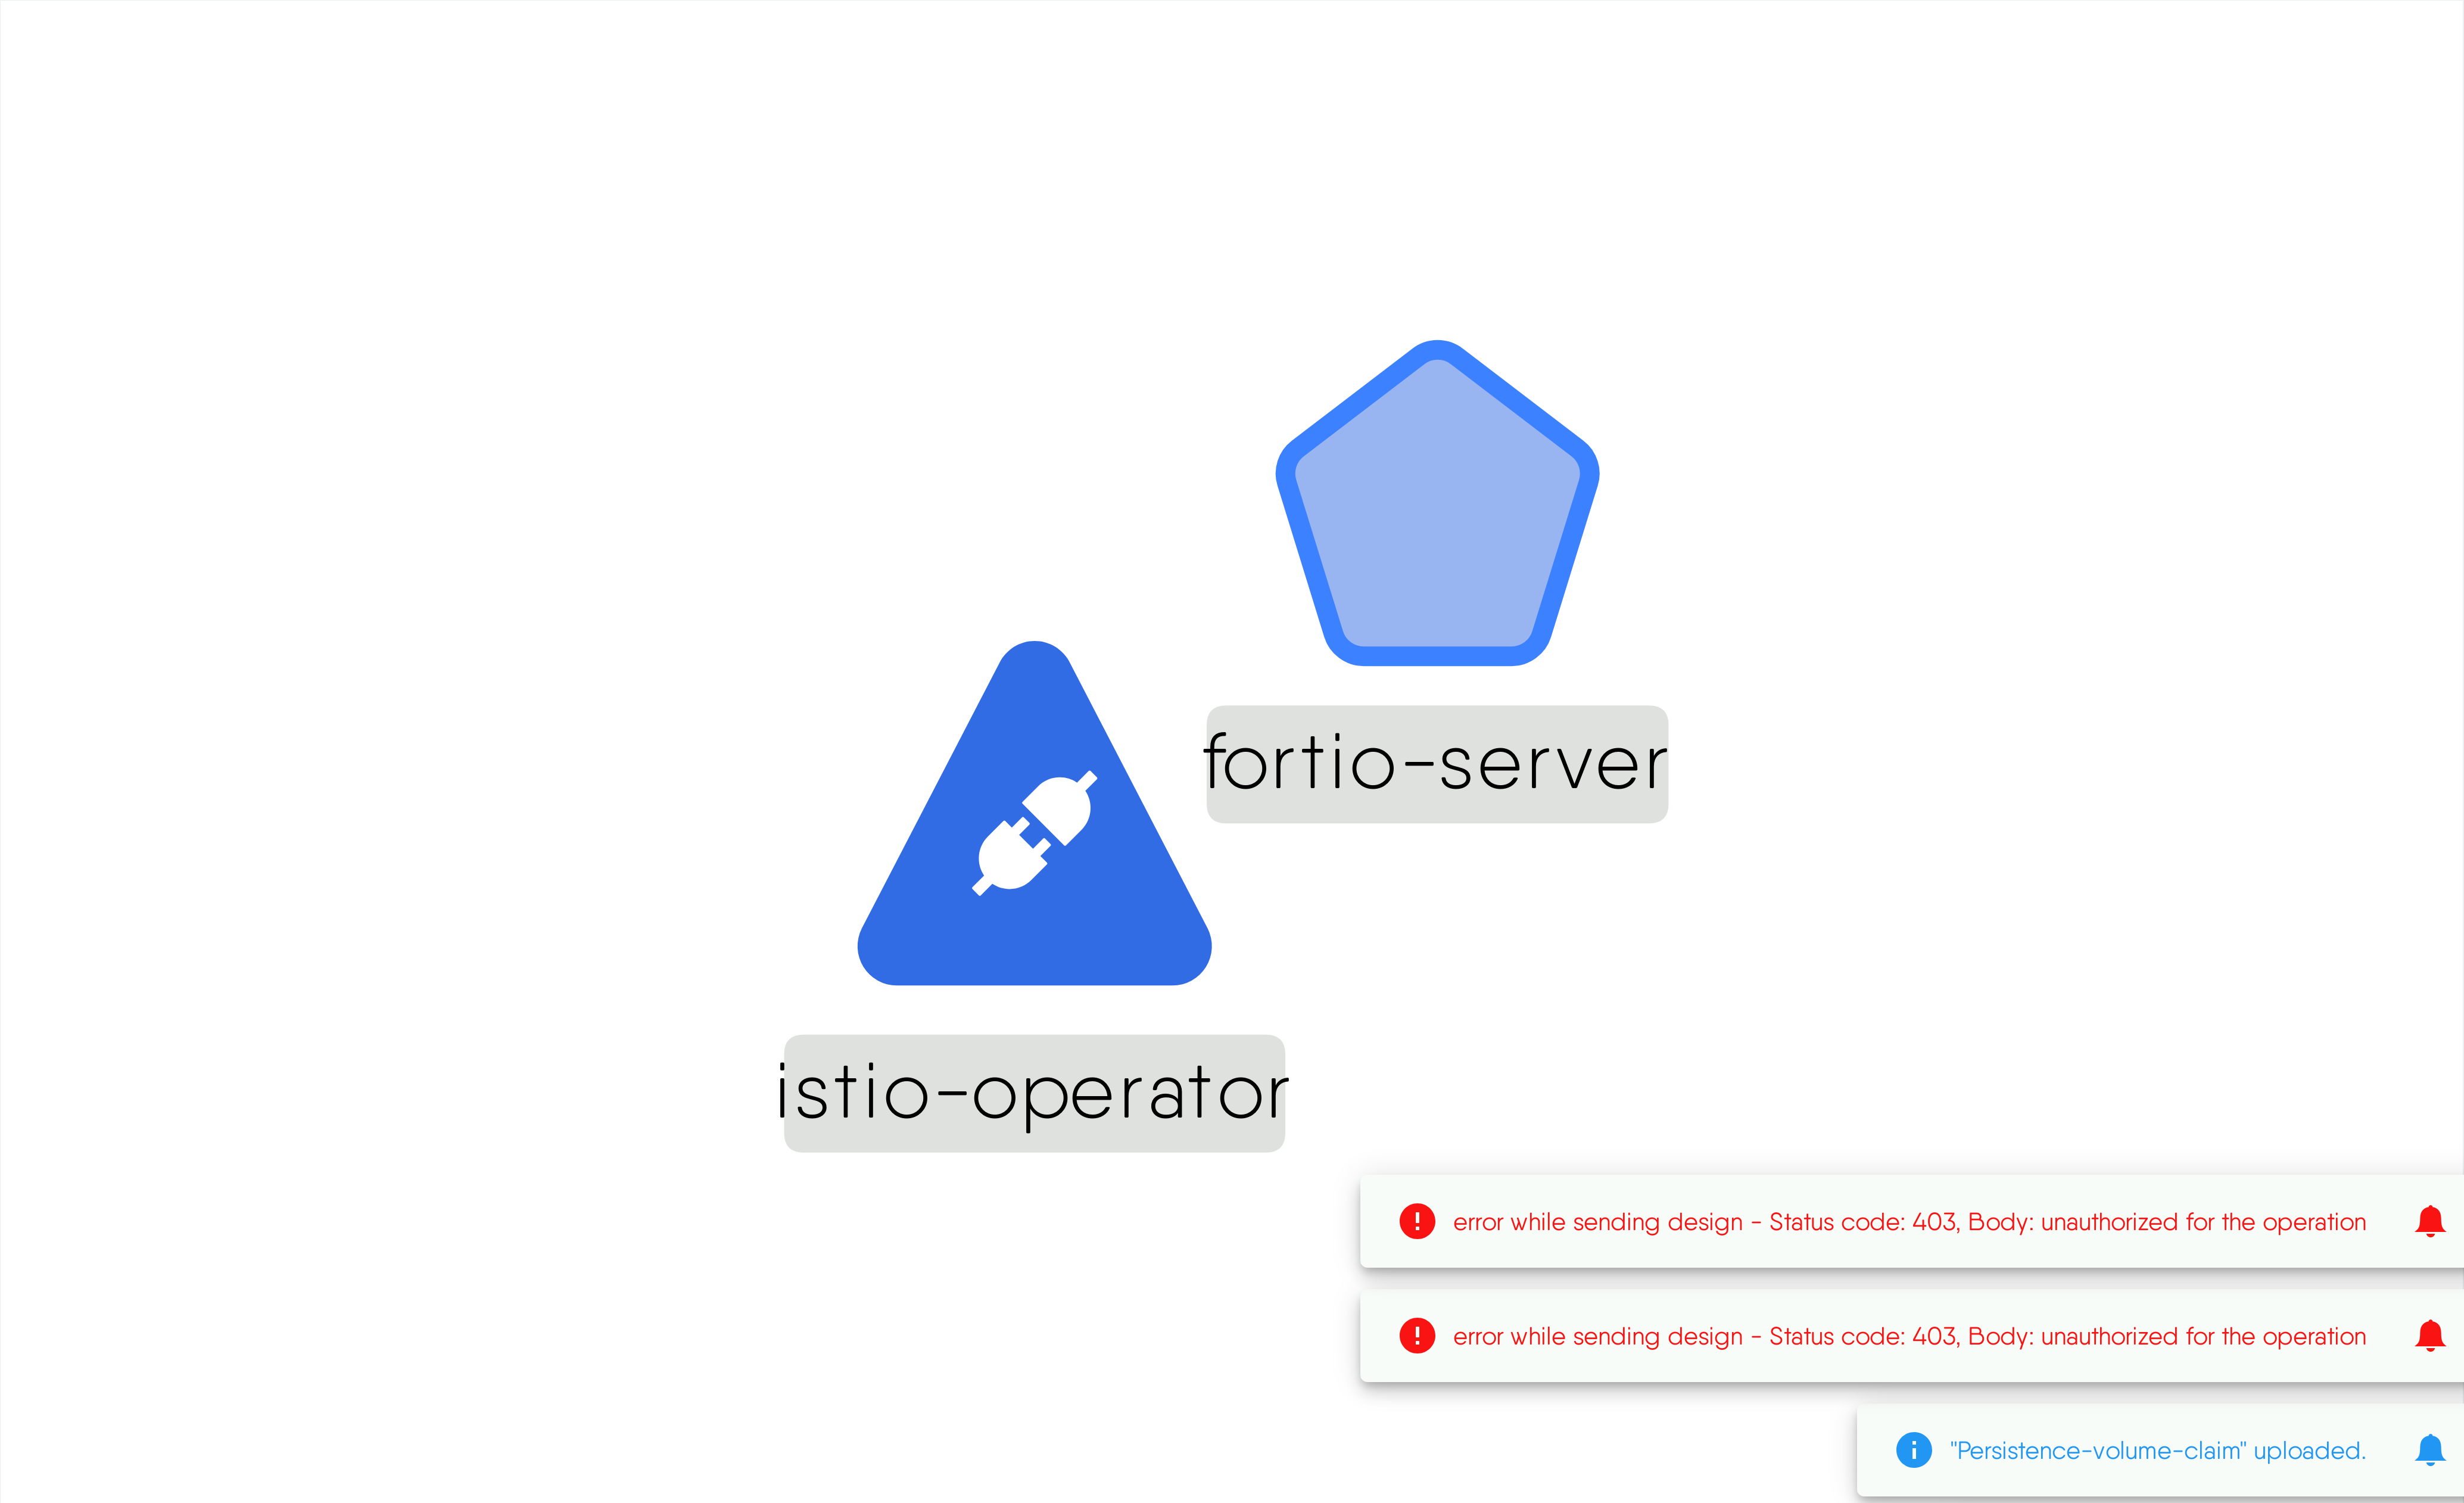 fortio-server
istio-operator
error while sending design - Status code: 403, Body: unauthorized for the operation
error while sending design - Status code: 403, Body: unauthorized for the operation
"Persistence-volume-claim" uploaded.